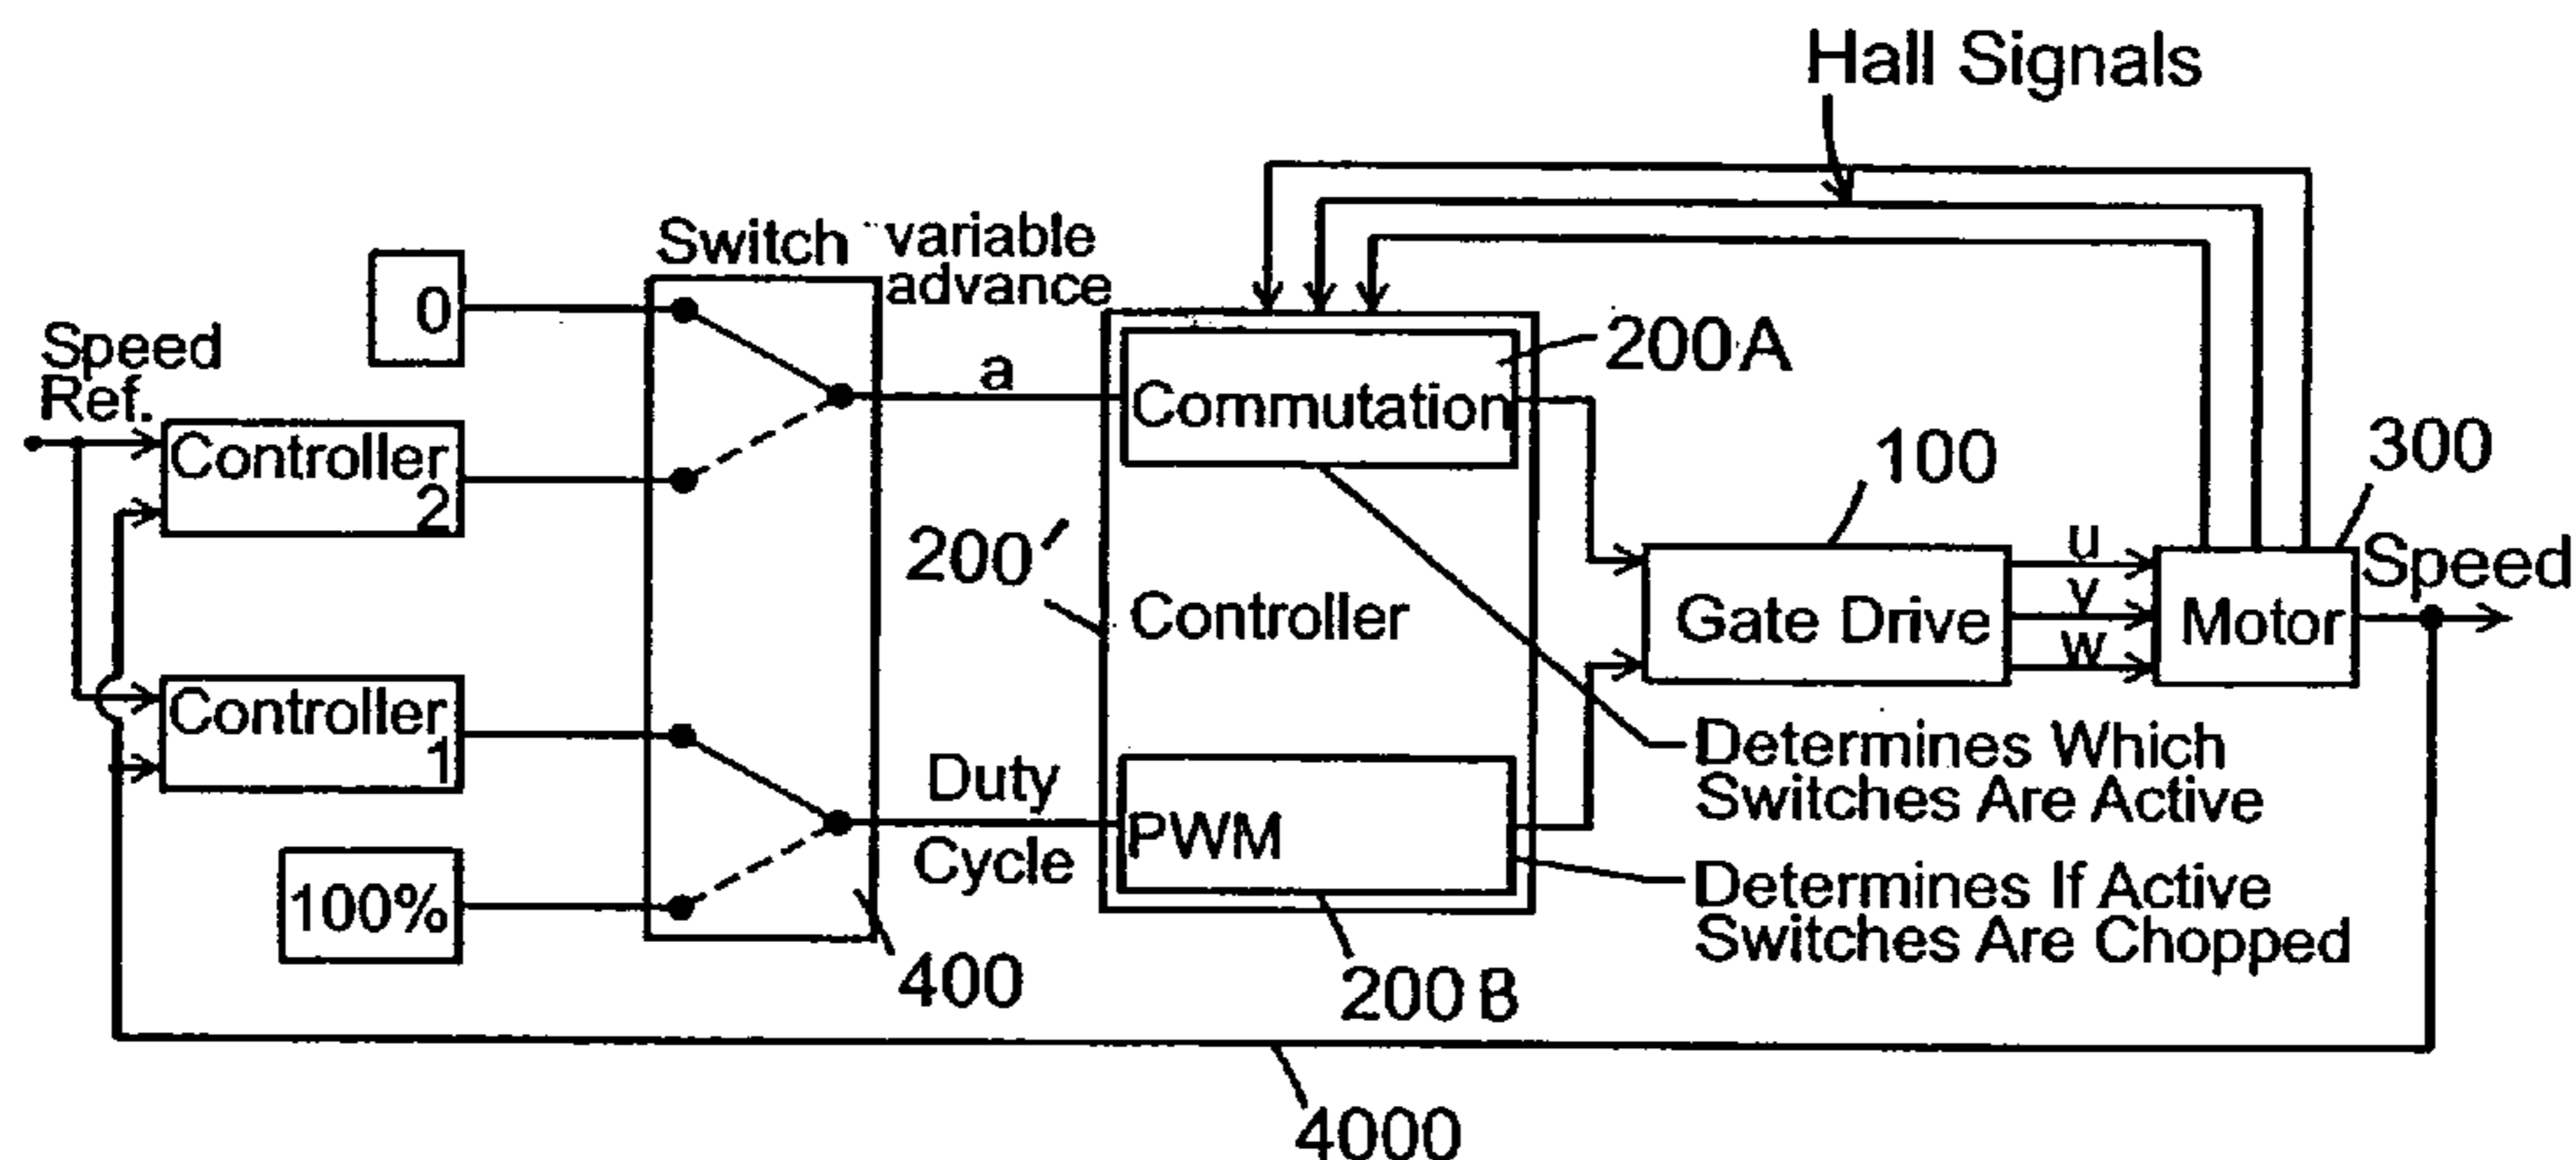 Hall Signals
Switch
variable
advance
0
Speed
Ref.
a
200A
Commutation
Controller
2
100
300
200'
u
v
w
Speed
Controller
Gate Drive
Motor
Controller
1
Duty
Cycle
PWM
Determines Which
Switches Are Active
Determines If Active
Switches Are Chopped
100%
400
200B
4000